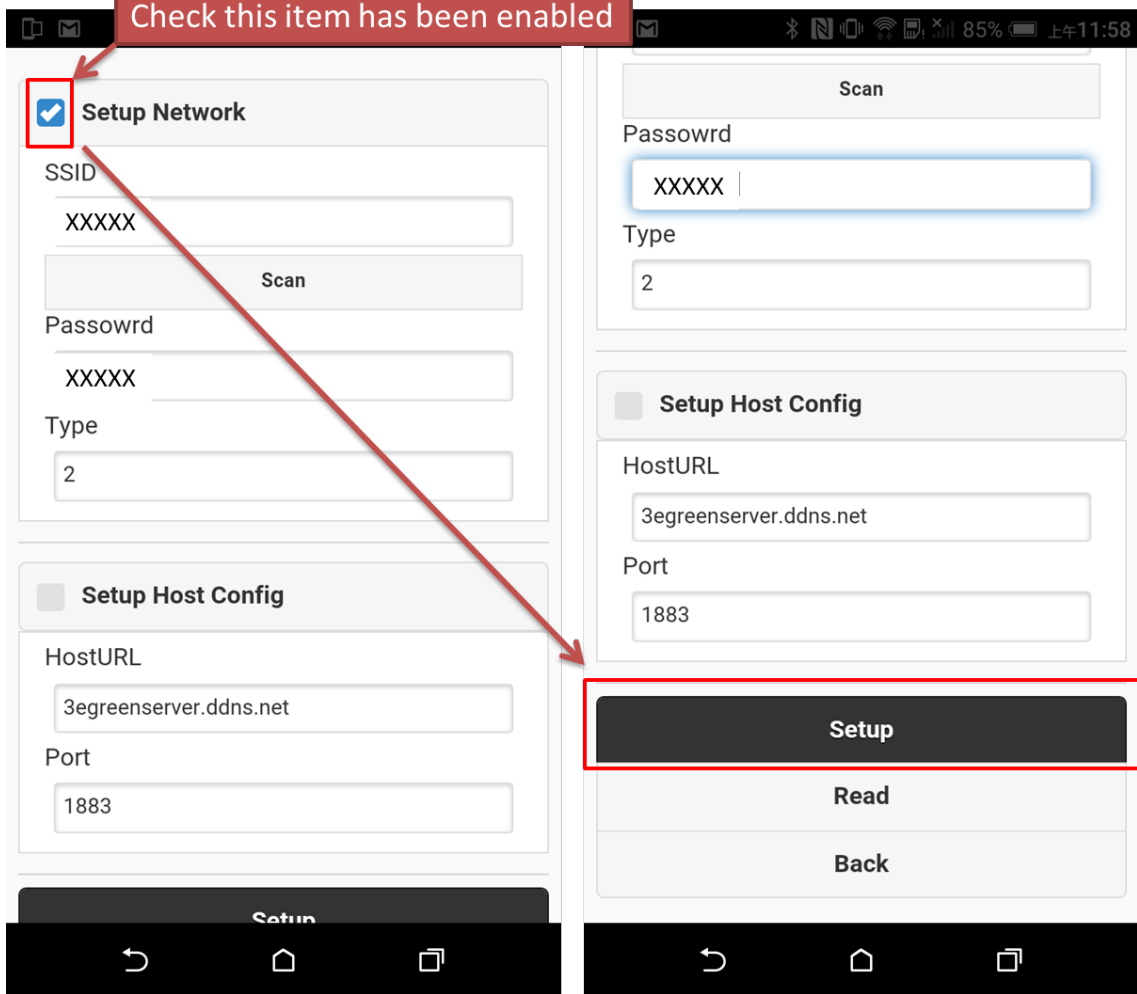 Check this item has been enabled
Setup Network
SSID
XXXXX
Scan
Passowrd
XXXXX
Type
2
Setup Host Config
HostURL
3egreenserver.ddns.net
Port
1883
Setup
85% 上午11:58
Scan
Passowrd
XXXXX
Type
2
Setup Host Config
HostURL
3egreenserver.ddns.net
Port
1883
Setup
Read
Back